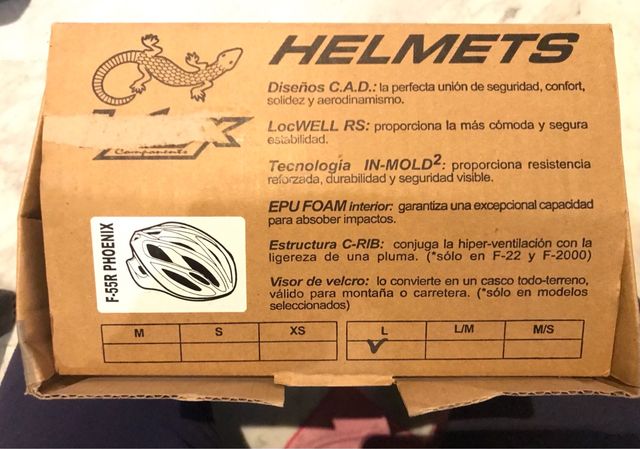 HELMETS
Diseños C.A.D.: la perfecta unión de seguridad, confort,
solidez y aerodinamismo.
LocWELL RS: proporciona la más cómoda y segura
estabilidad.
Tecnología IN-MOLD²: proporciona resistencia
reforzada, durabilidad y seguridad visible.
EPU FOAM interior: garantiza una excepcional capacidad
para absober impactos.
Estructura C-RIB: conjuga la hiper-ventilación con la
ligereza de una pluma. (*sólo en F-22 y F-2000)
Visor de velcro: lo convierte en un casco todo-terreno,
válido para montaña o carretera. (*sólo en modelos
seleccionados)
Components
F-55R PHOENIX
M S XS L L/M M/S